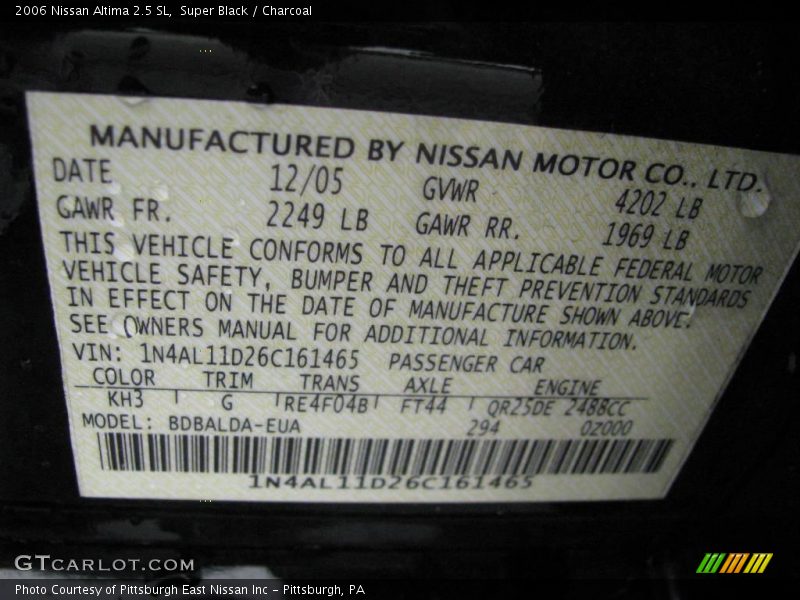 2006 Nissan Altima 2.5 SL,  Super Black / Charcoal
MANUFACTURED BY NISSAN MOTOR CO., LTD.
DATE 12/05 GVWR 4202 LB
GAWR FR. 2249 LB GAWR RR. 1969 LB
THIS VEHICLE CONFORMS TO ALL APPLICABLE FEDERAL MOTOR
VEHICLE SAFETY, BUMPER AND THEFT PREVENTION STANDARDS
IN EFFECT ON THE DATE OF MANUFACTURE SHOWN ABOVE.
SEE OWNERS MANUAL FOR ADDITIONAL INFORMATION.
VIN: 1N4AL11D26C161465 PASSENGER CAR
COLOR TRIM TRANS AXLE ENGINE
KH3 G RE4F04B FT44 QR25DE 2488CC
MODEL: BDBALDA-EUA 294 0Z000
1N4AL11D26C161465
GTCARLOT.COM
Photo Courtesy of Pittsburgh East Nissan Inc - Pittsburgh, PA